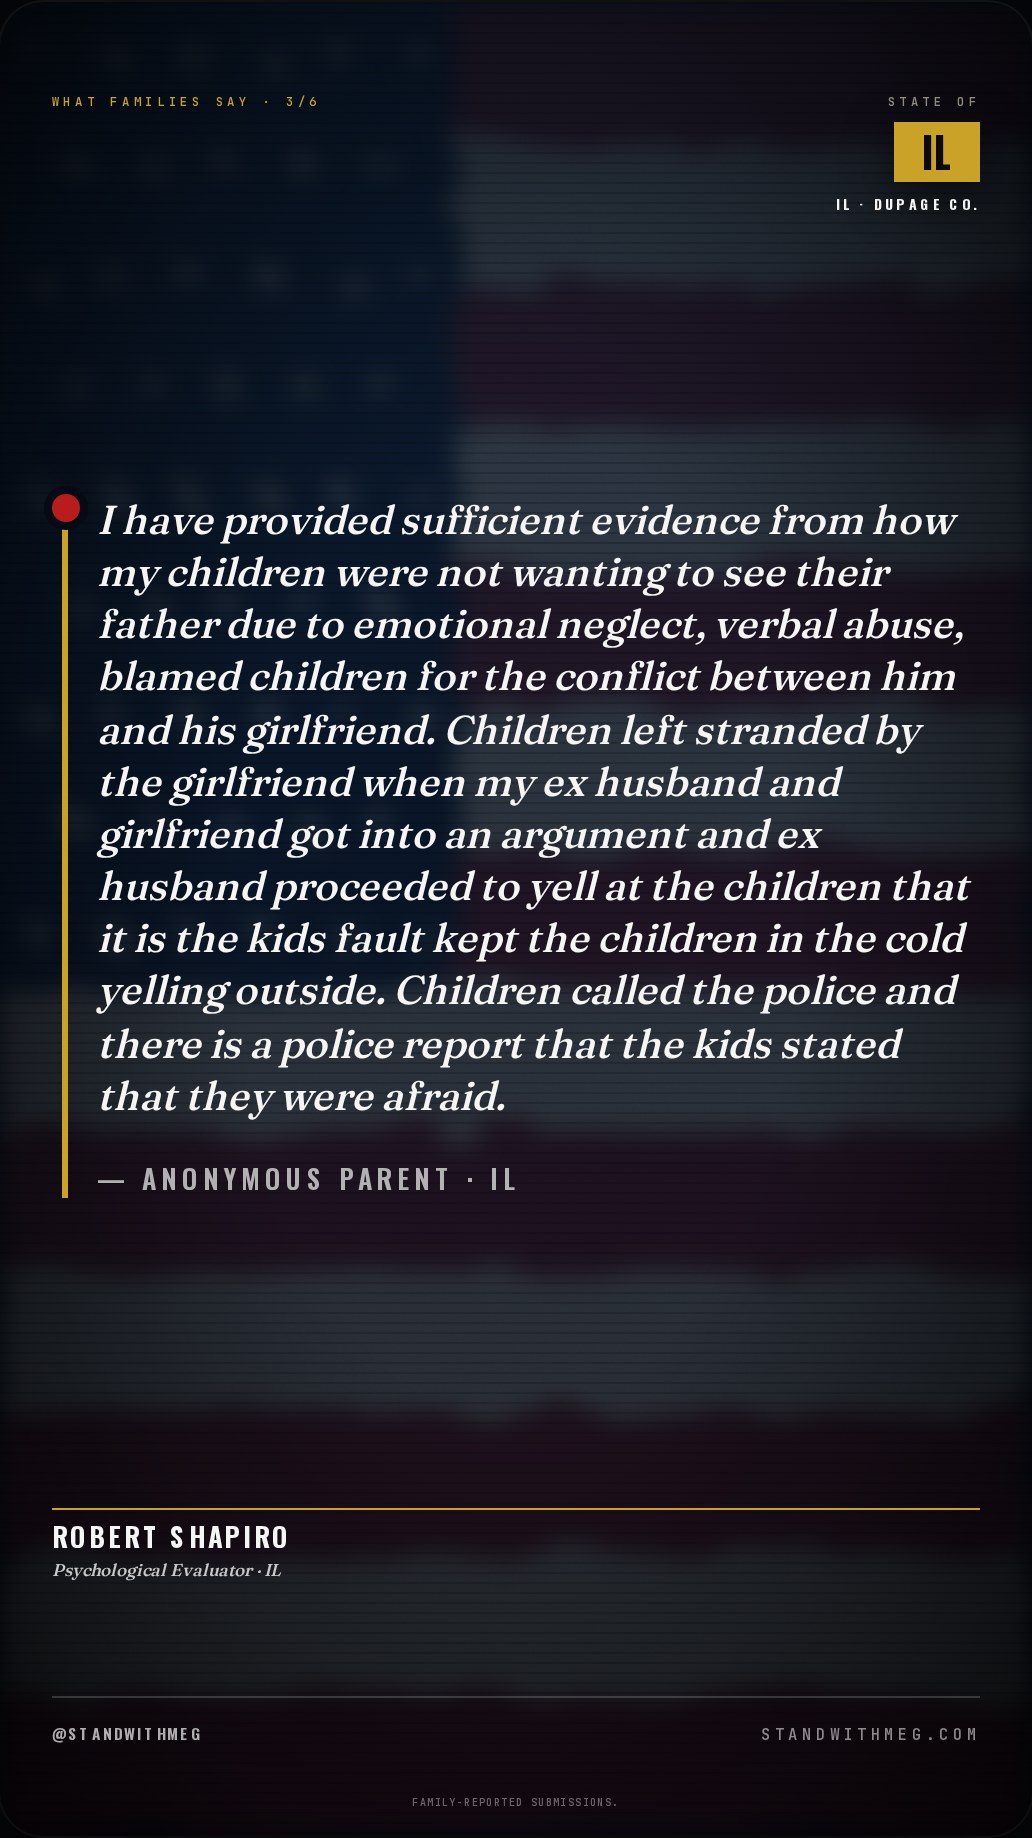 WHAT FAMILIES SAY · 3/6
STATE OF
IL
IL · DUPAGE CO.
I have provided sufficient evidence from how
my children were not wanting to see their
father due to emotional neglect, verbal abuse,
blamed children for the conflict between him
and his girlfriend. Children left stranded by
the girlfriend when my ex husband and
girlfriend got into an argument and ex
husband proceeded to yell at the children that
it is the kids fault kept the children in the cold
yelling outside. Children called the police and
there is a police report that the kids stated
that they were afraid.
— ANONYMOUS PARENT · IL
ROBERT SHAPIRO
Psychological Evaluator · IL
@STANDWITHMEG
STANDWITHMEG.COM
FAMILY-REPORTED SUBMISSIONS.